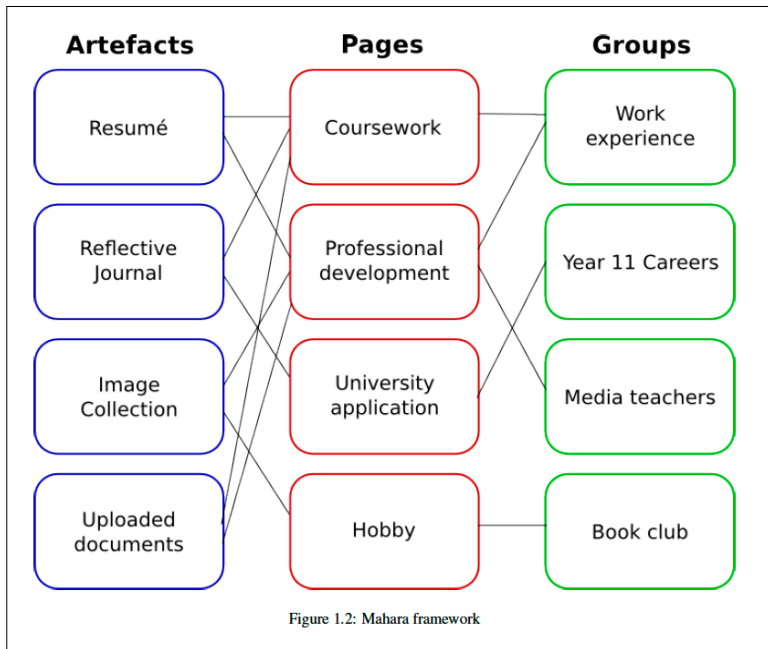 Artefacts
Pages
Groups
Resumé
Coursework
Work
experience
Reflective
Journal
Professional
development
Year 11 Careers
Image
Collection
University
application
Media teachers
Uploaded
documents
Hobby
Book club
Figure 1.2: Mahara framework